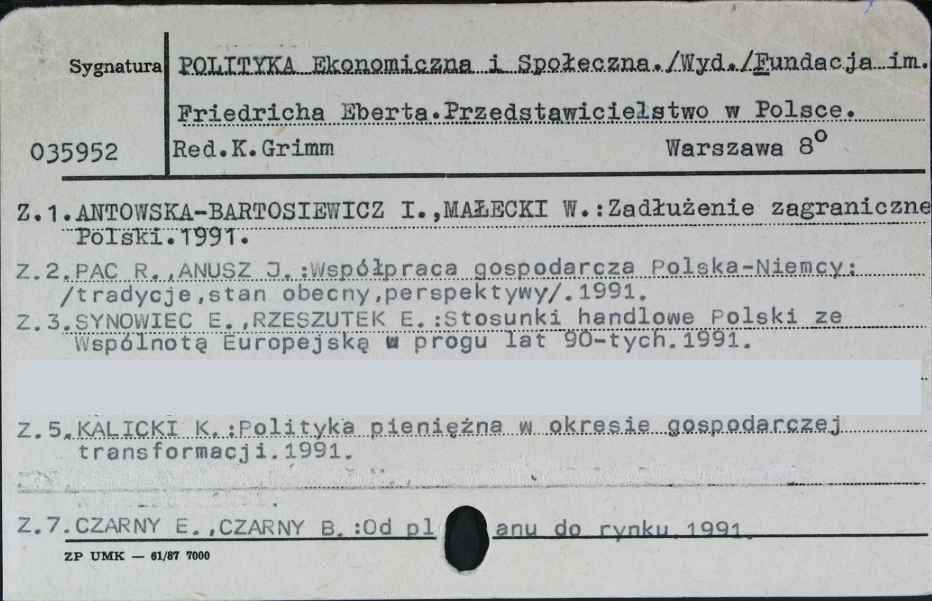 Sygnatura POLITYKA Ekonomiczna i Społeczna./Wyd./Fundacja im.
Friedricha Eberta.Przedstawicielstwo w Polsce.
035952 Red.K.Grimm Warszawa 8°
Z.1.ANTOWSKA-BARTOSIEWICZ I.,MAŁECKI W.:Zadłużenie zagraniczne
Polski.1991.
Z.2.PAC R.,ANUSZ J.:Współpraca gospodarcza Polska-Niemcy:
/tradycje,stan obecny,perspektywy/.1991.
Z.3.SYNOWIEC E.,RZESZUTEK E.:Stosunki handlowe Polski ze
Wspólnotą Europejską w progu lat 90-tych.1991.
Z.5.KALICKI K.:Polityka pieniężna w okresie gospodarczej
transformacji.1991.
Z.7.CZARNY E.,CZARNY B.:Od pl anu do rynku 1991.
ZP UMK — 61/87 7000